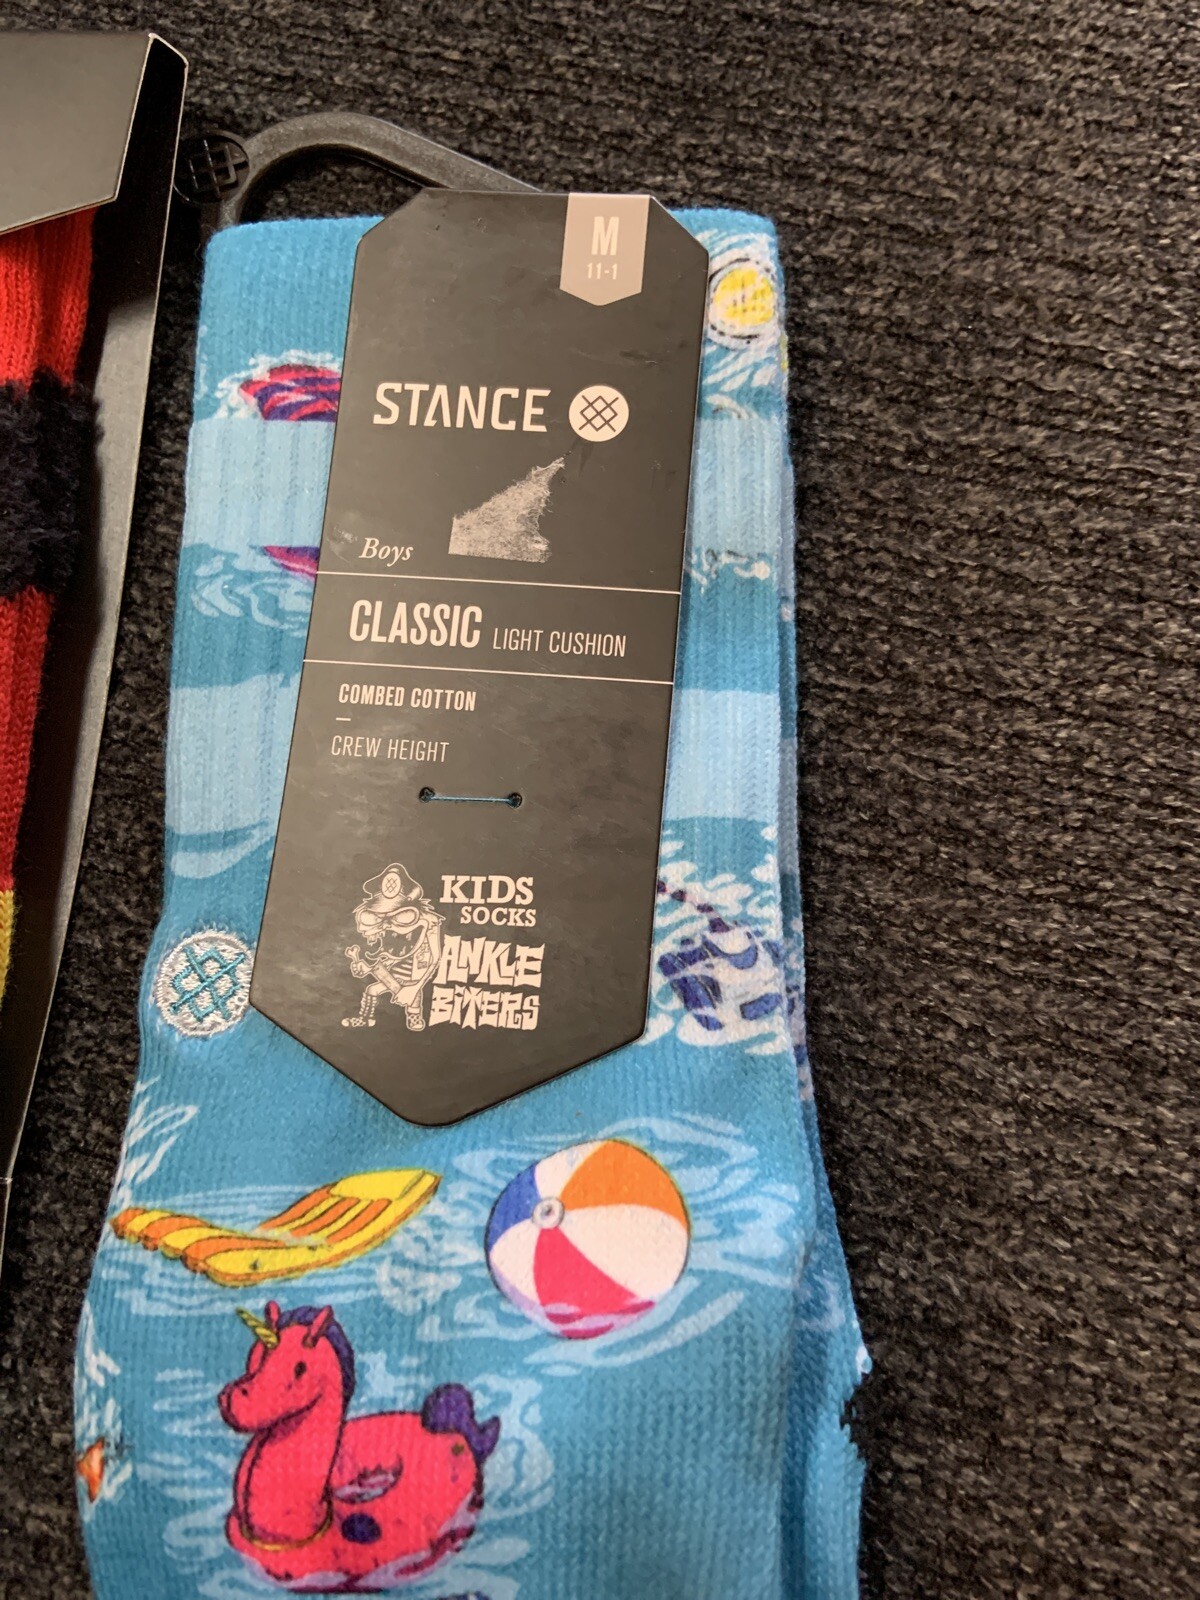 M
11-1
STANCE
Boys
CLASSIC LIGHT CUSHION
COMBED COTTON
CREW HEIGHT
KIDS
SOCKS
ANKLE
BITERS